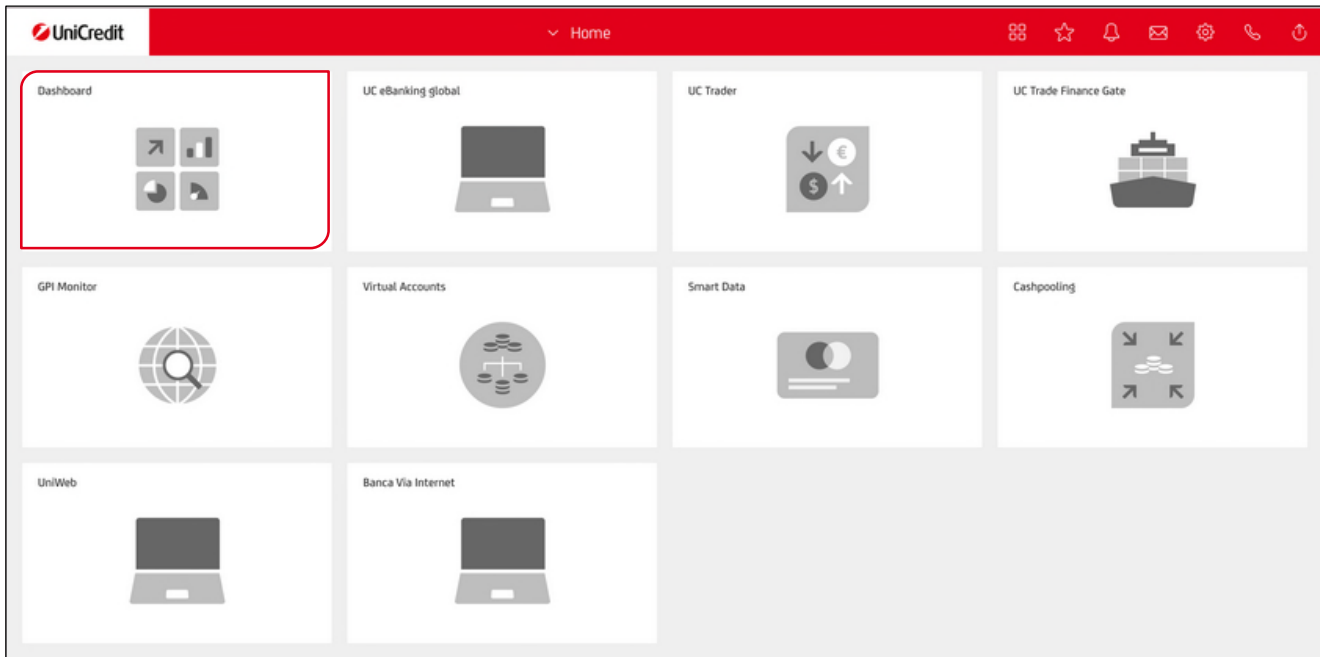 UniCredit
Home
Dashboard
UC eBanking global
UC Trader
€
$
UC Trade Finance Gate
GPI Monitor
Virtual Accounts
Smart Data
Cashpooling
UniWeb
Banca Via Internet